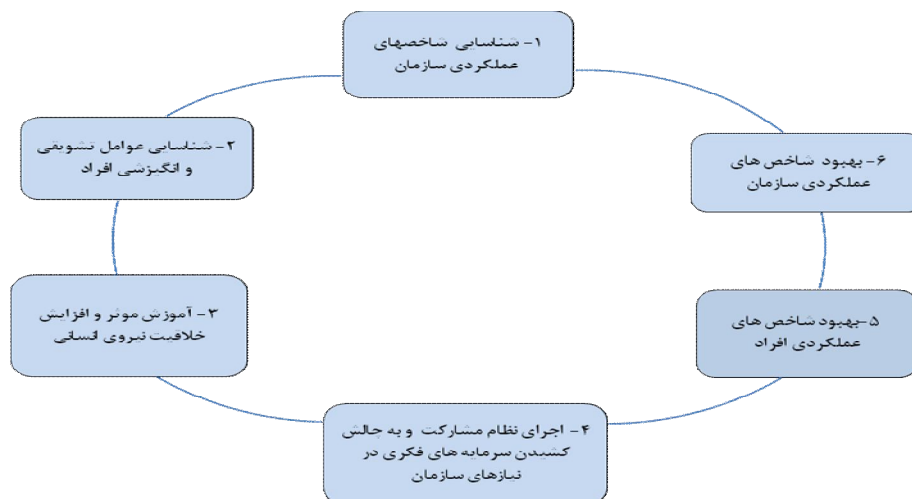 ۱- شناسایی شاخصهای
عملکردی سازمان
۲- شناسایی عوامل تشویقی
و انگیزشی افراد
۳- آموزش موثر و افزایش
خلاقیت نیروی انسانی
۴- اجرای نظام مشارکت و به چالش
کشیدن سرمایه های فکری در
نیازهای سازمان
۵-بهبود شاخص های
عملکردی افراد
۶- بهبود شاخص های
عملکردی سازمان